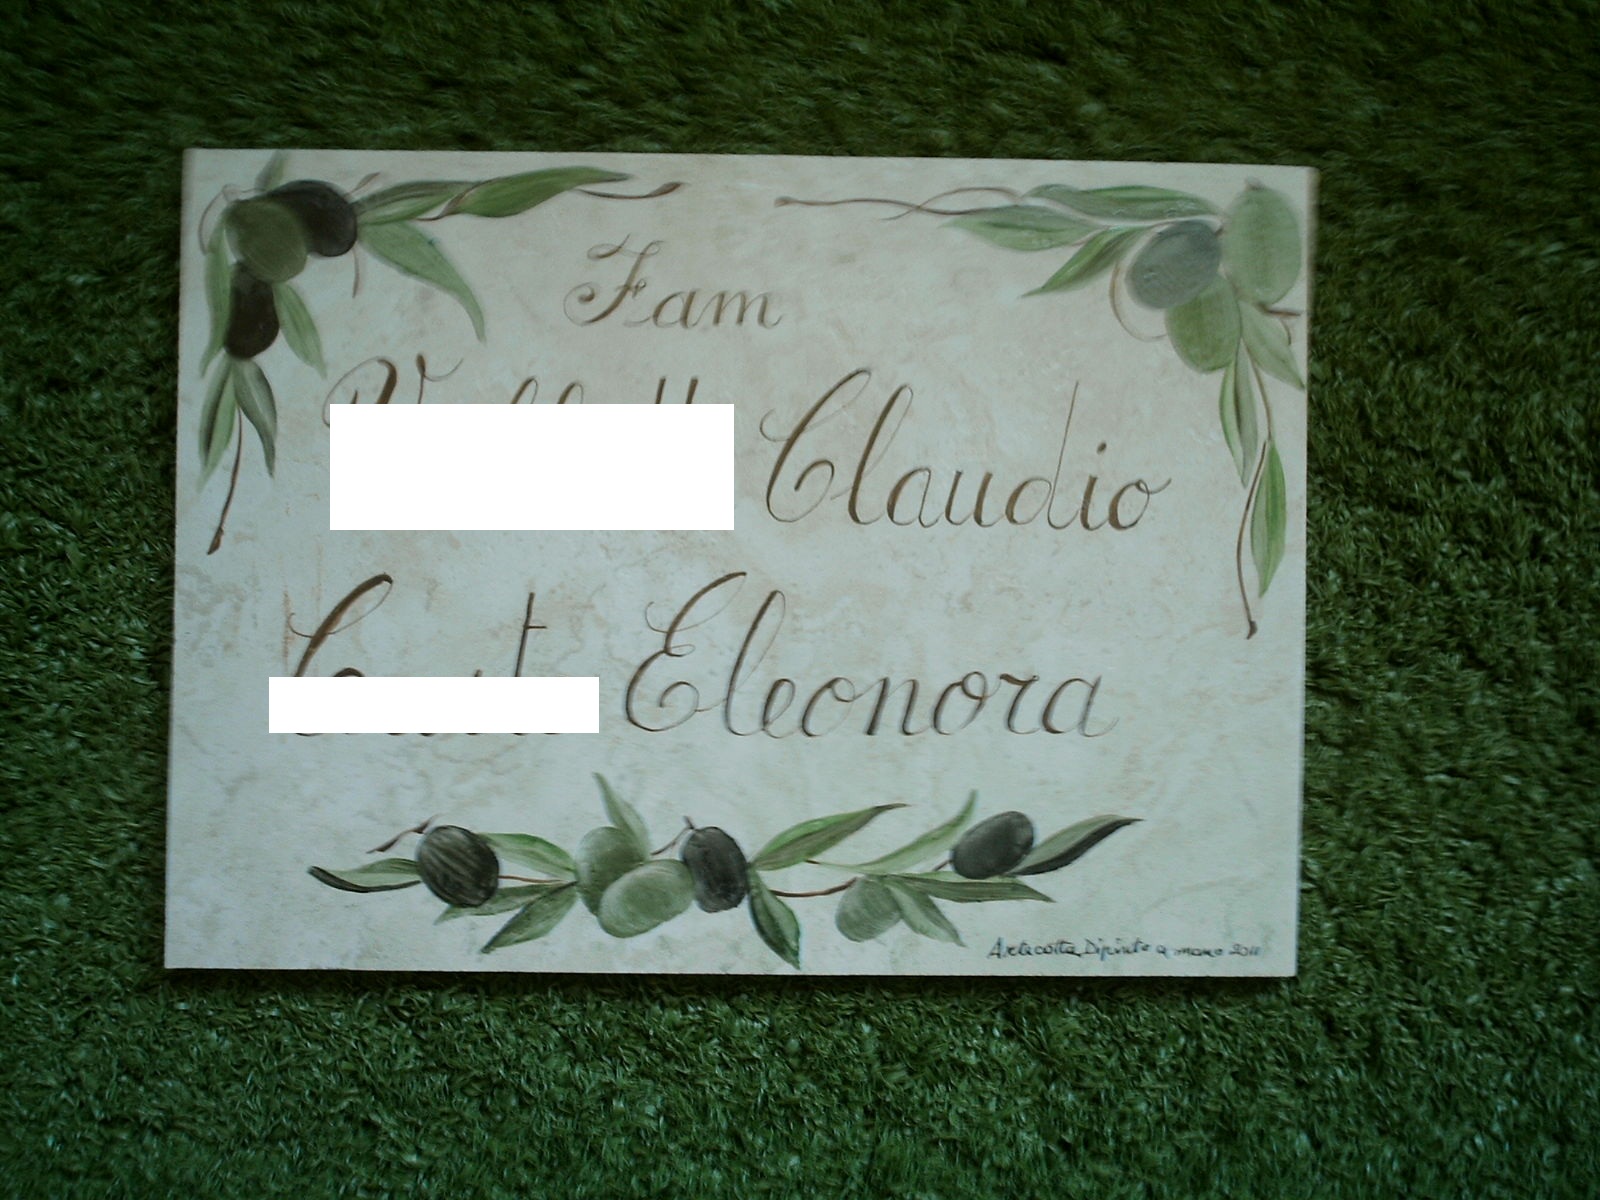 Fam
Claudio
Eleonora
Artecotta Dipinto a mano 2011